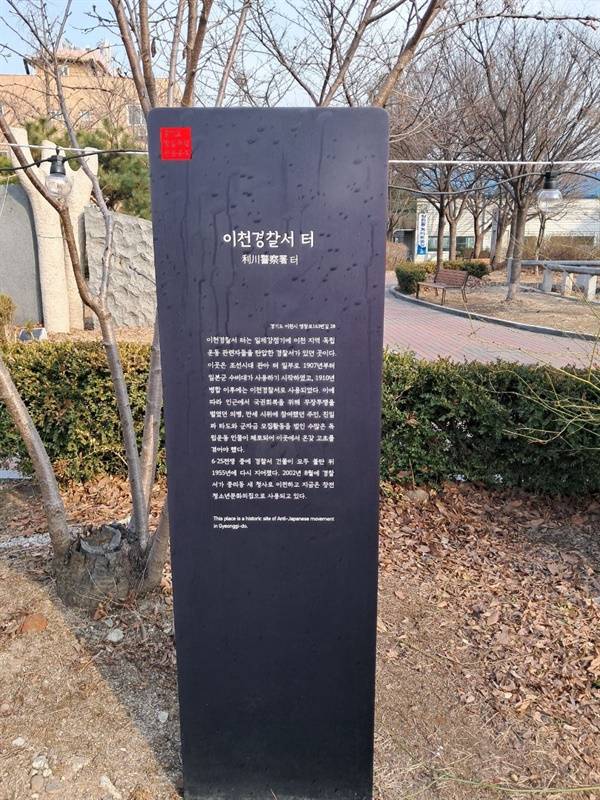 이천경찰서 터
利川警察署 터
경기도 이천시 영창로163번길 28
이천경찰서 터는 일제강점기에 이천 지역 독립
운동 관련자들을 탄압한 경찰서가 있던 곳이다.
이곳은 조선시대 관아 터 일부로 1907년부터
일본군 수비대가 사용하기 시작하였고, 1910년
병합 이후에는 이천경찰서로 사용되었다. 이에
따라 인근에서 국권회복을 위해 무장투쟁을
벌였던 의병, 만세 시위에 참여했던 주민, 친일
파 타도와 군자금 모집활동을 벌인 수많은 독
립운동 인물이 체포되어 이곳에서 온갖 고초를
겪어야 했다.
6·25전쟁 중에 경찰서 건물이 모두 불탄 뒤
1955년에 다시 지어졌다. 2002년 8월에 경찰
서가 중리동 새 청사로 이전하고 지금은 창전
청소년문화의집으로 사용되고 있다.
This place is a historic site of Anti-Japanese movement
in Gyeonggi-do.